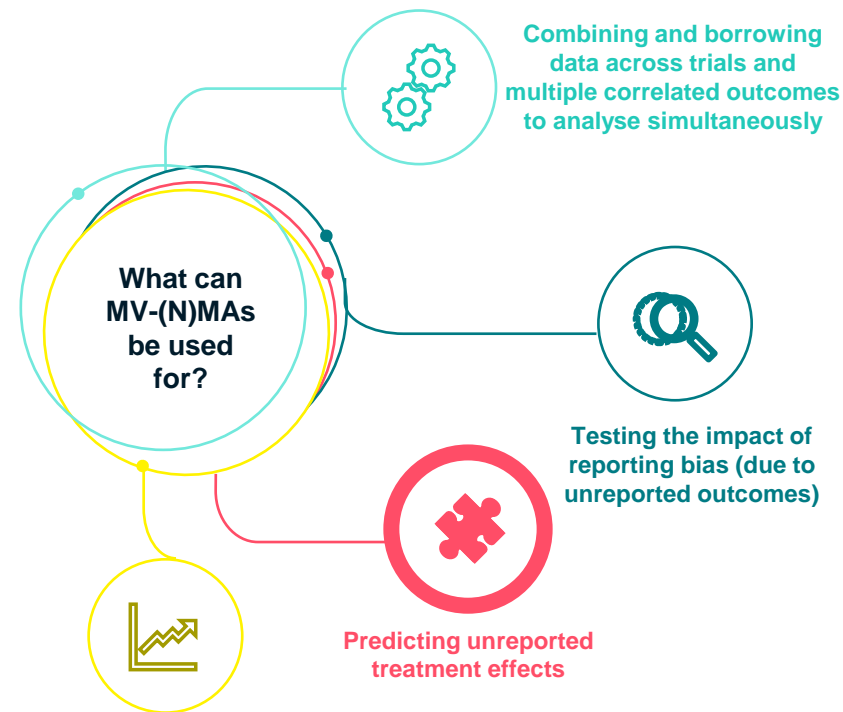 Combining and borrowing
data across trials and
multiple correlated outcomes
to analyse simultaneously
What can
MV-(N)MAs
be used
for?
Testing the impact of
reporting bias (due to
unreported outcomes)
Predicting unreported
treatment effects